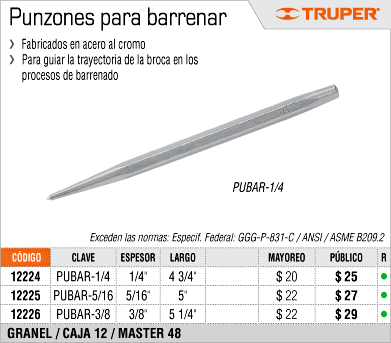 Punzones para barrenar
TRUPER®
Fabricados en acero al cromo
Para guiar la trayectoria de la broca en los
procesos de barrenado
PUBAR-1/4
Exceden las normas: Especif. Federal: GGG-P-831-C / ANSI / ASME B209.2
CÓDIGO CLAVE ESPESOR LARGO MAYOREO PÚBLICO R
12224 PUBAR-1/4 1/4" 4 3/4" $ 20 $ 25
12225 PUBAR-5/16 5/16" 5" $ 22 $ 27
12226 PUBAR-3/8 3/8" 5 1/4" $ 22 $ 29
GRANEL / CAJA 12 / MASTER 48